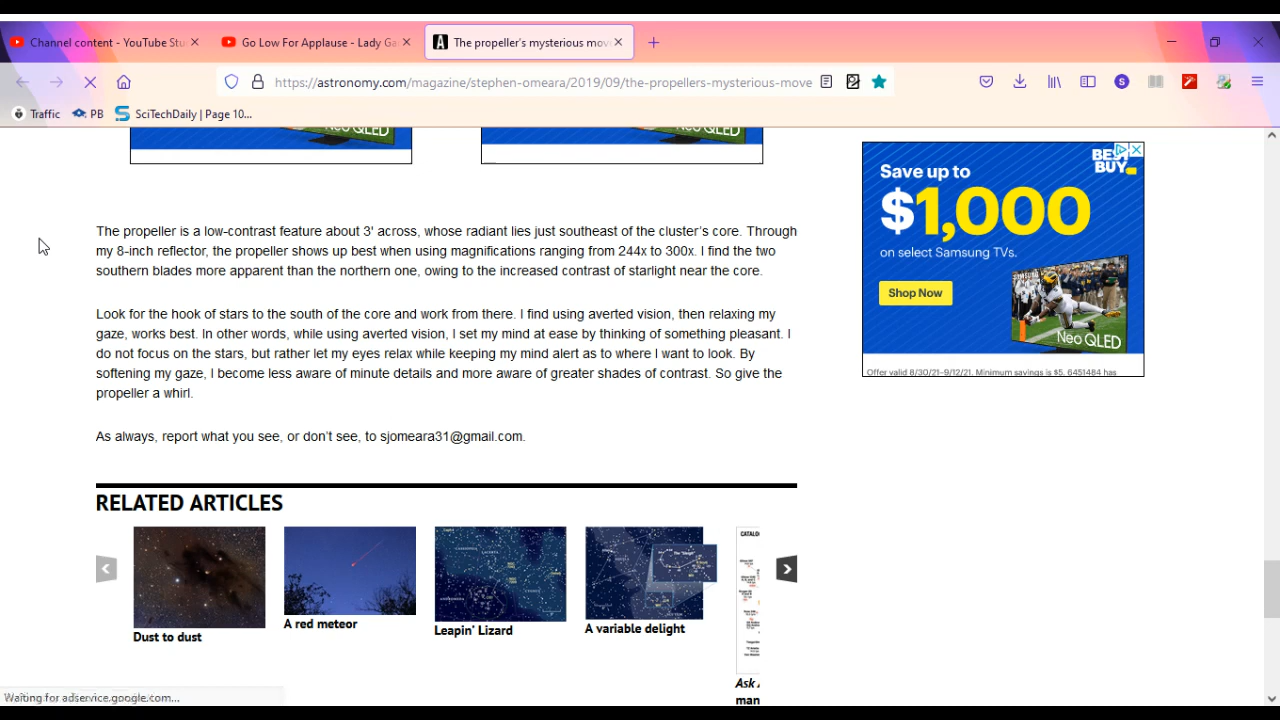 Channel content - YouTube Stu
Go Low For Applause - Lady Ga
The propeller's mysterious mov
https://astronomy.com/magazine/stephen-omeara/2019/09/the-propellers-mysterious-move
Traffic
PB
SciTechDaily | Page 10...
Neo QLED
Neo QLED
The propeller is a low-contrast feature about 3' across, whose radiant lies just southeast of the cluster's core. Through
my 8-inch reflector, the propeller shows up best when using magnifications ranging from 244x to 300x. I find the two
southern blades more apparent than the northern one, owing to the increased contrast of starlight near the core.
Look for the hook of stars to the south of the core and work from there. I find using averted vision, then relaxing my
gaze, works best. In other words, while using averted vision, I set my mind at ease by thinking of something pleasant. I
do not focus on the stars, but rather let my eyes relax while keeping my mind alert as to where I want to look. By
softening my gaze, I become less aware of minute details and more aware of greater shades of contrast. So give the
propeller a whirl.
As always, report what you see, or don't see, to sjomeara31@gmail.com.
BEST
BUY
Save up to
$1,000
on select Samsung TVs.
Shop Now
Neo QLED
Offer valid 8/30/21–9/12/21. Minimum savings is $5. 6451484 has
RELATED ARTICLES
Dust to dust
A red meteor
Leapin' Lizard
A variable delight
CATALO
Ask A
man
Waiting for adservice.google.com...